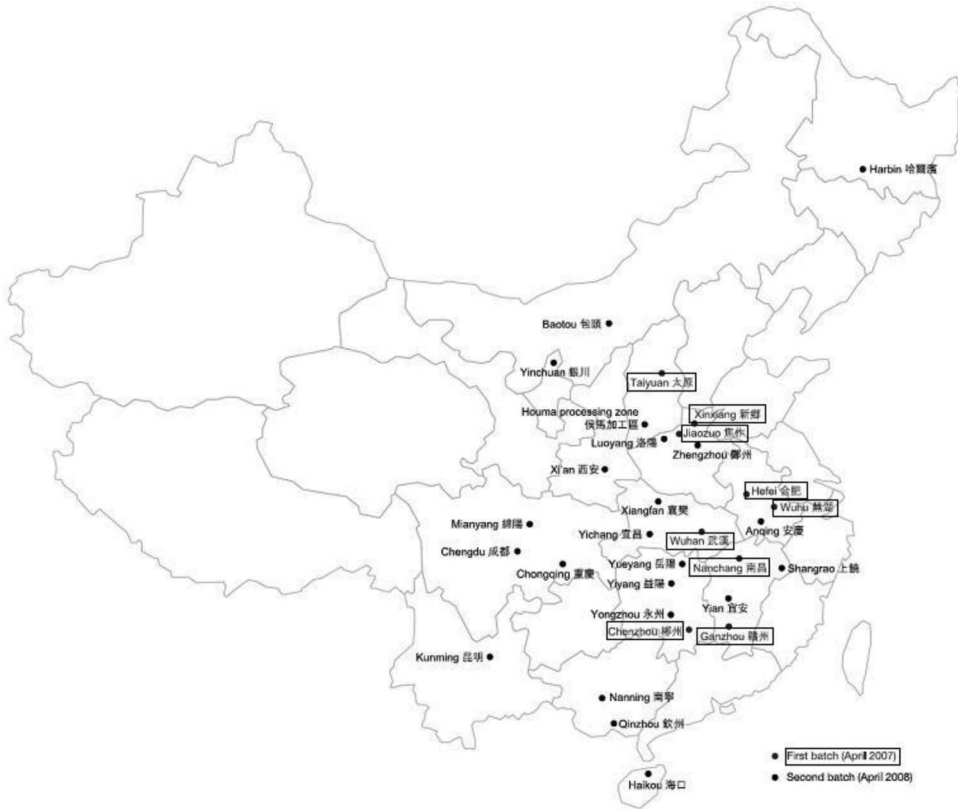 Harbin 哈爾濱
Baotou 包頭
Yinchuan 銀川
Taiyuan 太原
Houma processing zone
侯馬加工區
Xinxiang 新鄉
Jiaozuo 焦作
Luoyang 洛陽
Zhengzhou 鄭州
Xi'an 西安
Hefei 合肥
Wuhu 蕪湖
Xiangfan 襄樊
Anqing 安慶
Mianyang 綿陽
Yichang 宜昌
Wuhan 武漢
Chengdu 成都
Chongqing 重慶
Yueyang 岳陽
Nanchang 南昌
Shangrao 上饒
Yiyang 益陽
Yian 宜安
Yongzhou 永州
Chenzhou 郴州
Ganzhou 贛州
Kunming 昆明
Nanning 南寧
Qinzhou 欽州
First batch (April 2007)
Second batch (April 2008)
Haikou 海口